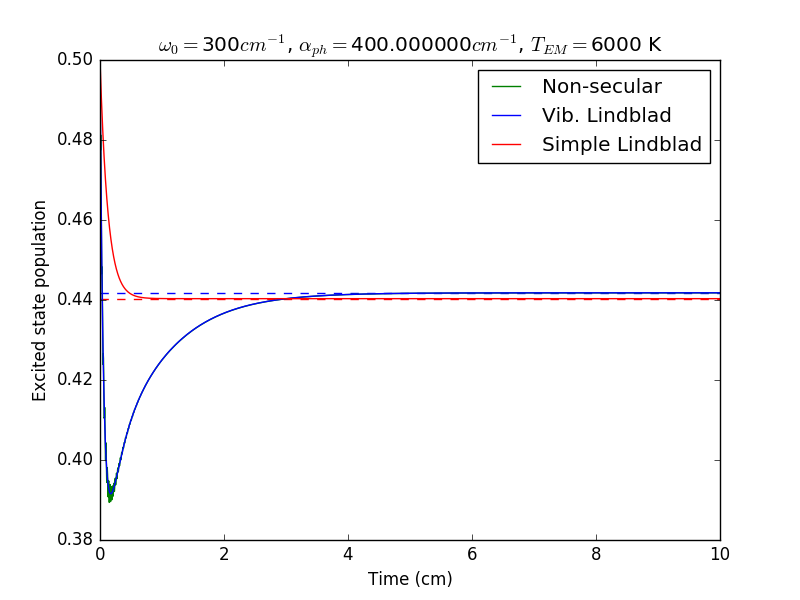 ω₀ = 300cm⁻¹, αₚₕ = 400.000000cm⁻¹, T_EM = 6000 K
Non-secular
Vib. Lindblad
Simple Lindblad
Excited state population
0.50
0.48
0.46
0.44
0.42
0.40
0.38
0 2 4 6 8 10
Time (cm)